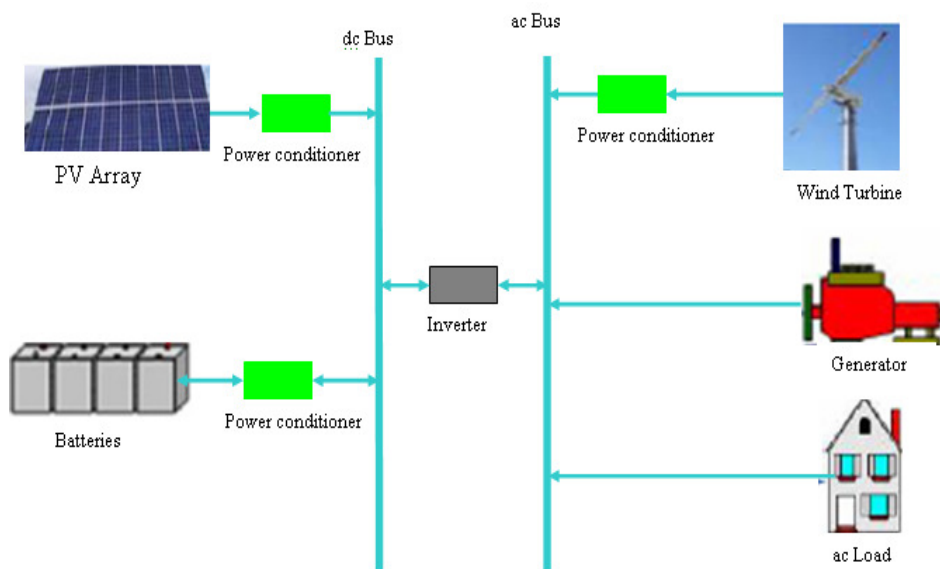 dc Bus
ac Bus
Power conditioner
PV Array
Power conditioner
Wind Turbine
Inverter
Generator
Batteries
Power conditioner
ac Load